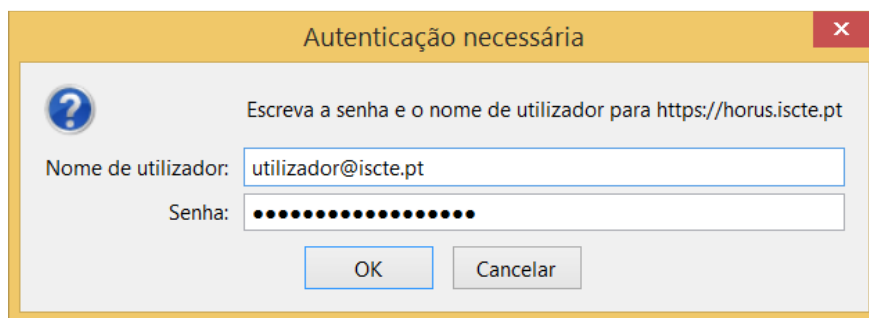 Autenticação necessária
Escreva a senha e o nome de utilizador para https://horus.iscte.pt
Nome de utilizador: utilizador@iscte.pt
Senha: ••••••••••••••••••
OK Cancelar